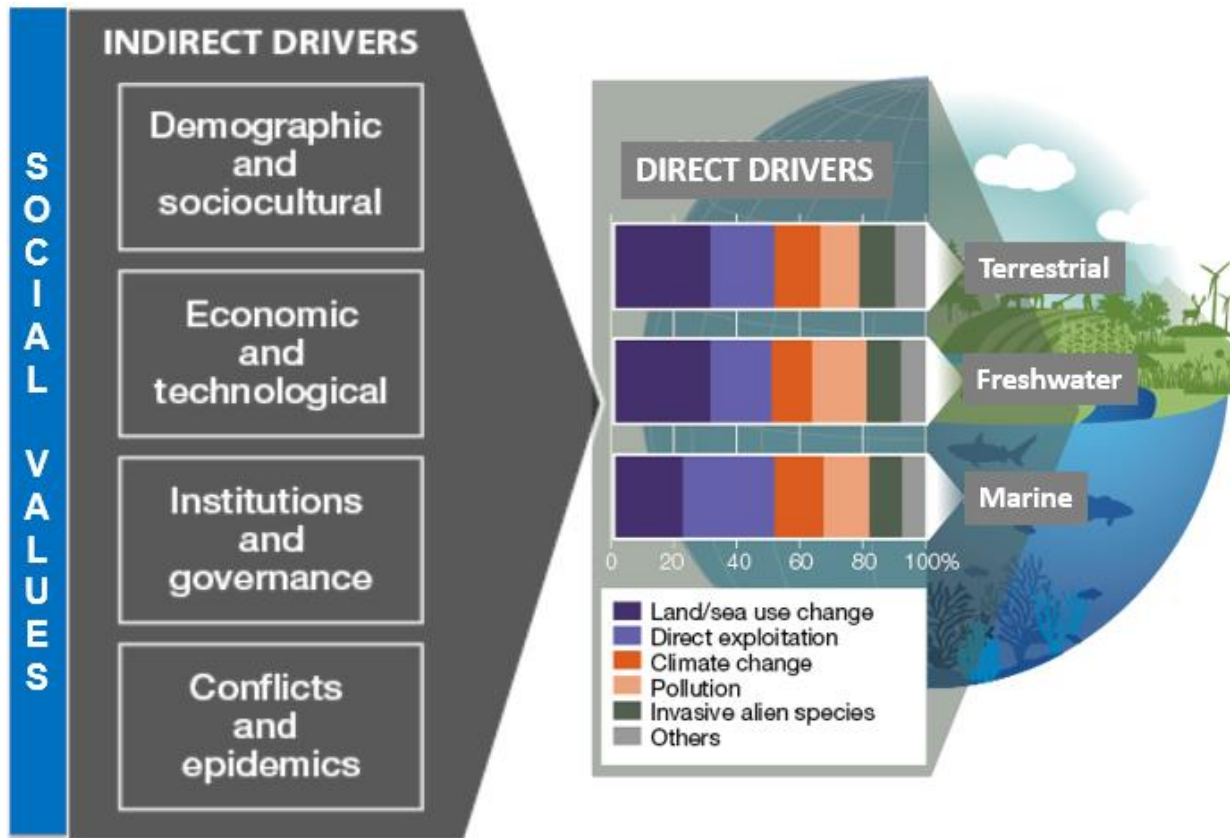 SOCIAL VALUES
INDIRECT DRIVERS
Demographic
and
sociocultural
Economic
and
technological
Institutions
and
governance
Conflicts
and
epidemics
DIRECT DRIVERS
Terrestrial
Freshwater
Marine
0 20 40 60 80 100%
Land/sea use change
Direct exploitation
Climate change
Pollution
Invasive alien species
Others